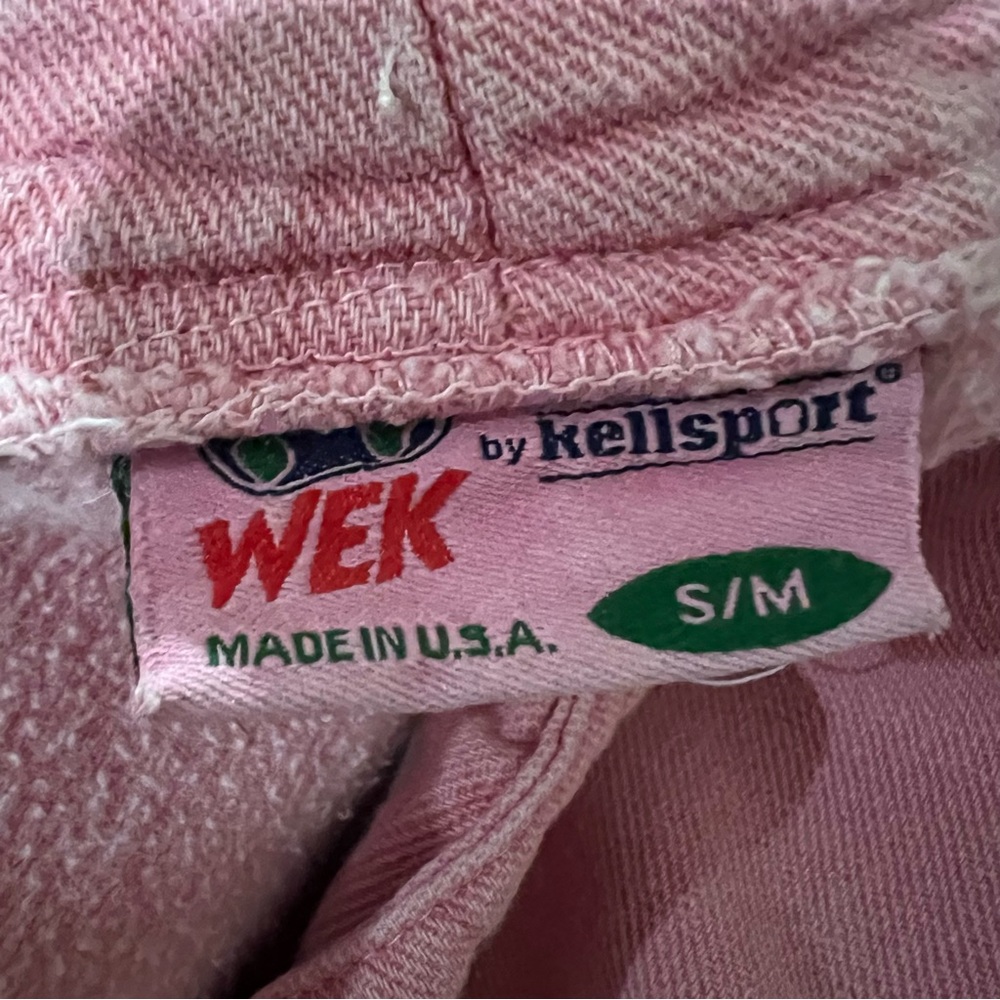 by kellsport®
WEK
S/M
MADE IN U.S.A.